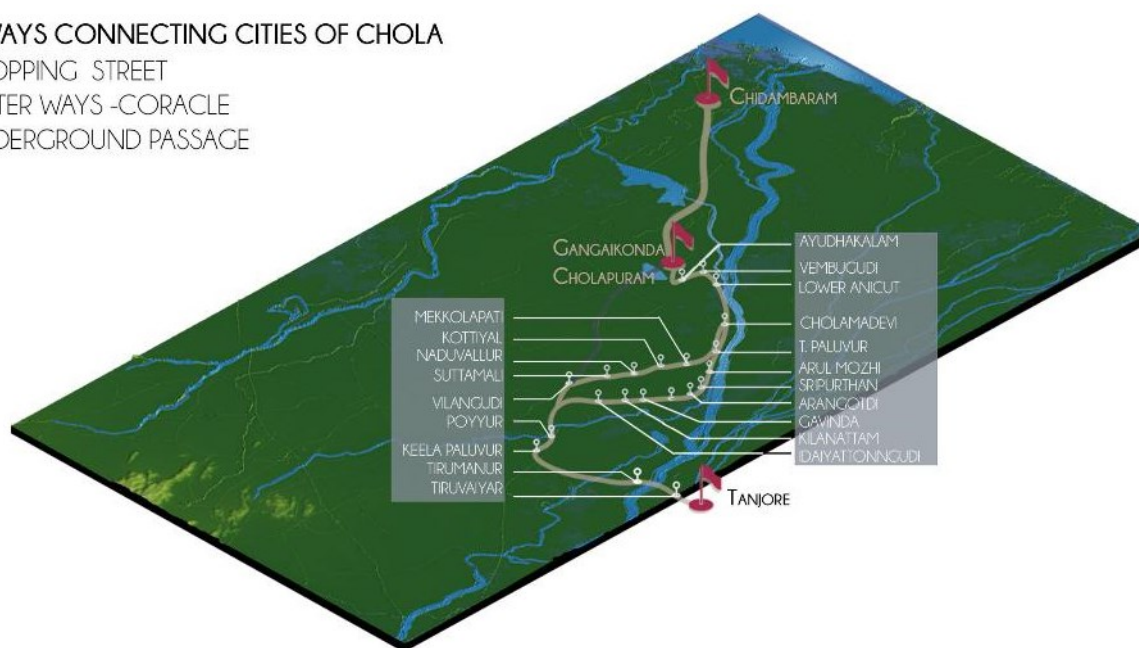 WAYS CONNECTING CITIES OF CHOLA
OPPING STREET
TER WAYS -CORACLE
DERGROUND PASSAGE
CHIDAMBARAM
GANGAIKONDA
CHOLAPURAM
AYUDHAKALAM
VEMBUGUDI
LOWER ANICUT
CHOLAMADEVI
T. PALUVUR
ARUL MOZHI
SRIPURTHAN
ARANGOTDI
GAVINDA
KILANATTAM
IDAIYATTONNGUDI
MEKKOLAPATI
KOTTIYAL
NADUVALLUR
SUTTAMALI
VILANGUDI
POYYUR
KEELA PALUVUR
TIRUMANUR
TIRUVAIYAR
TANJORE